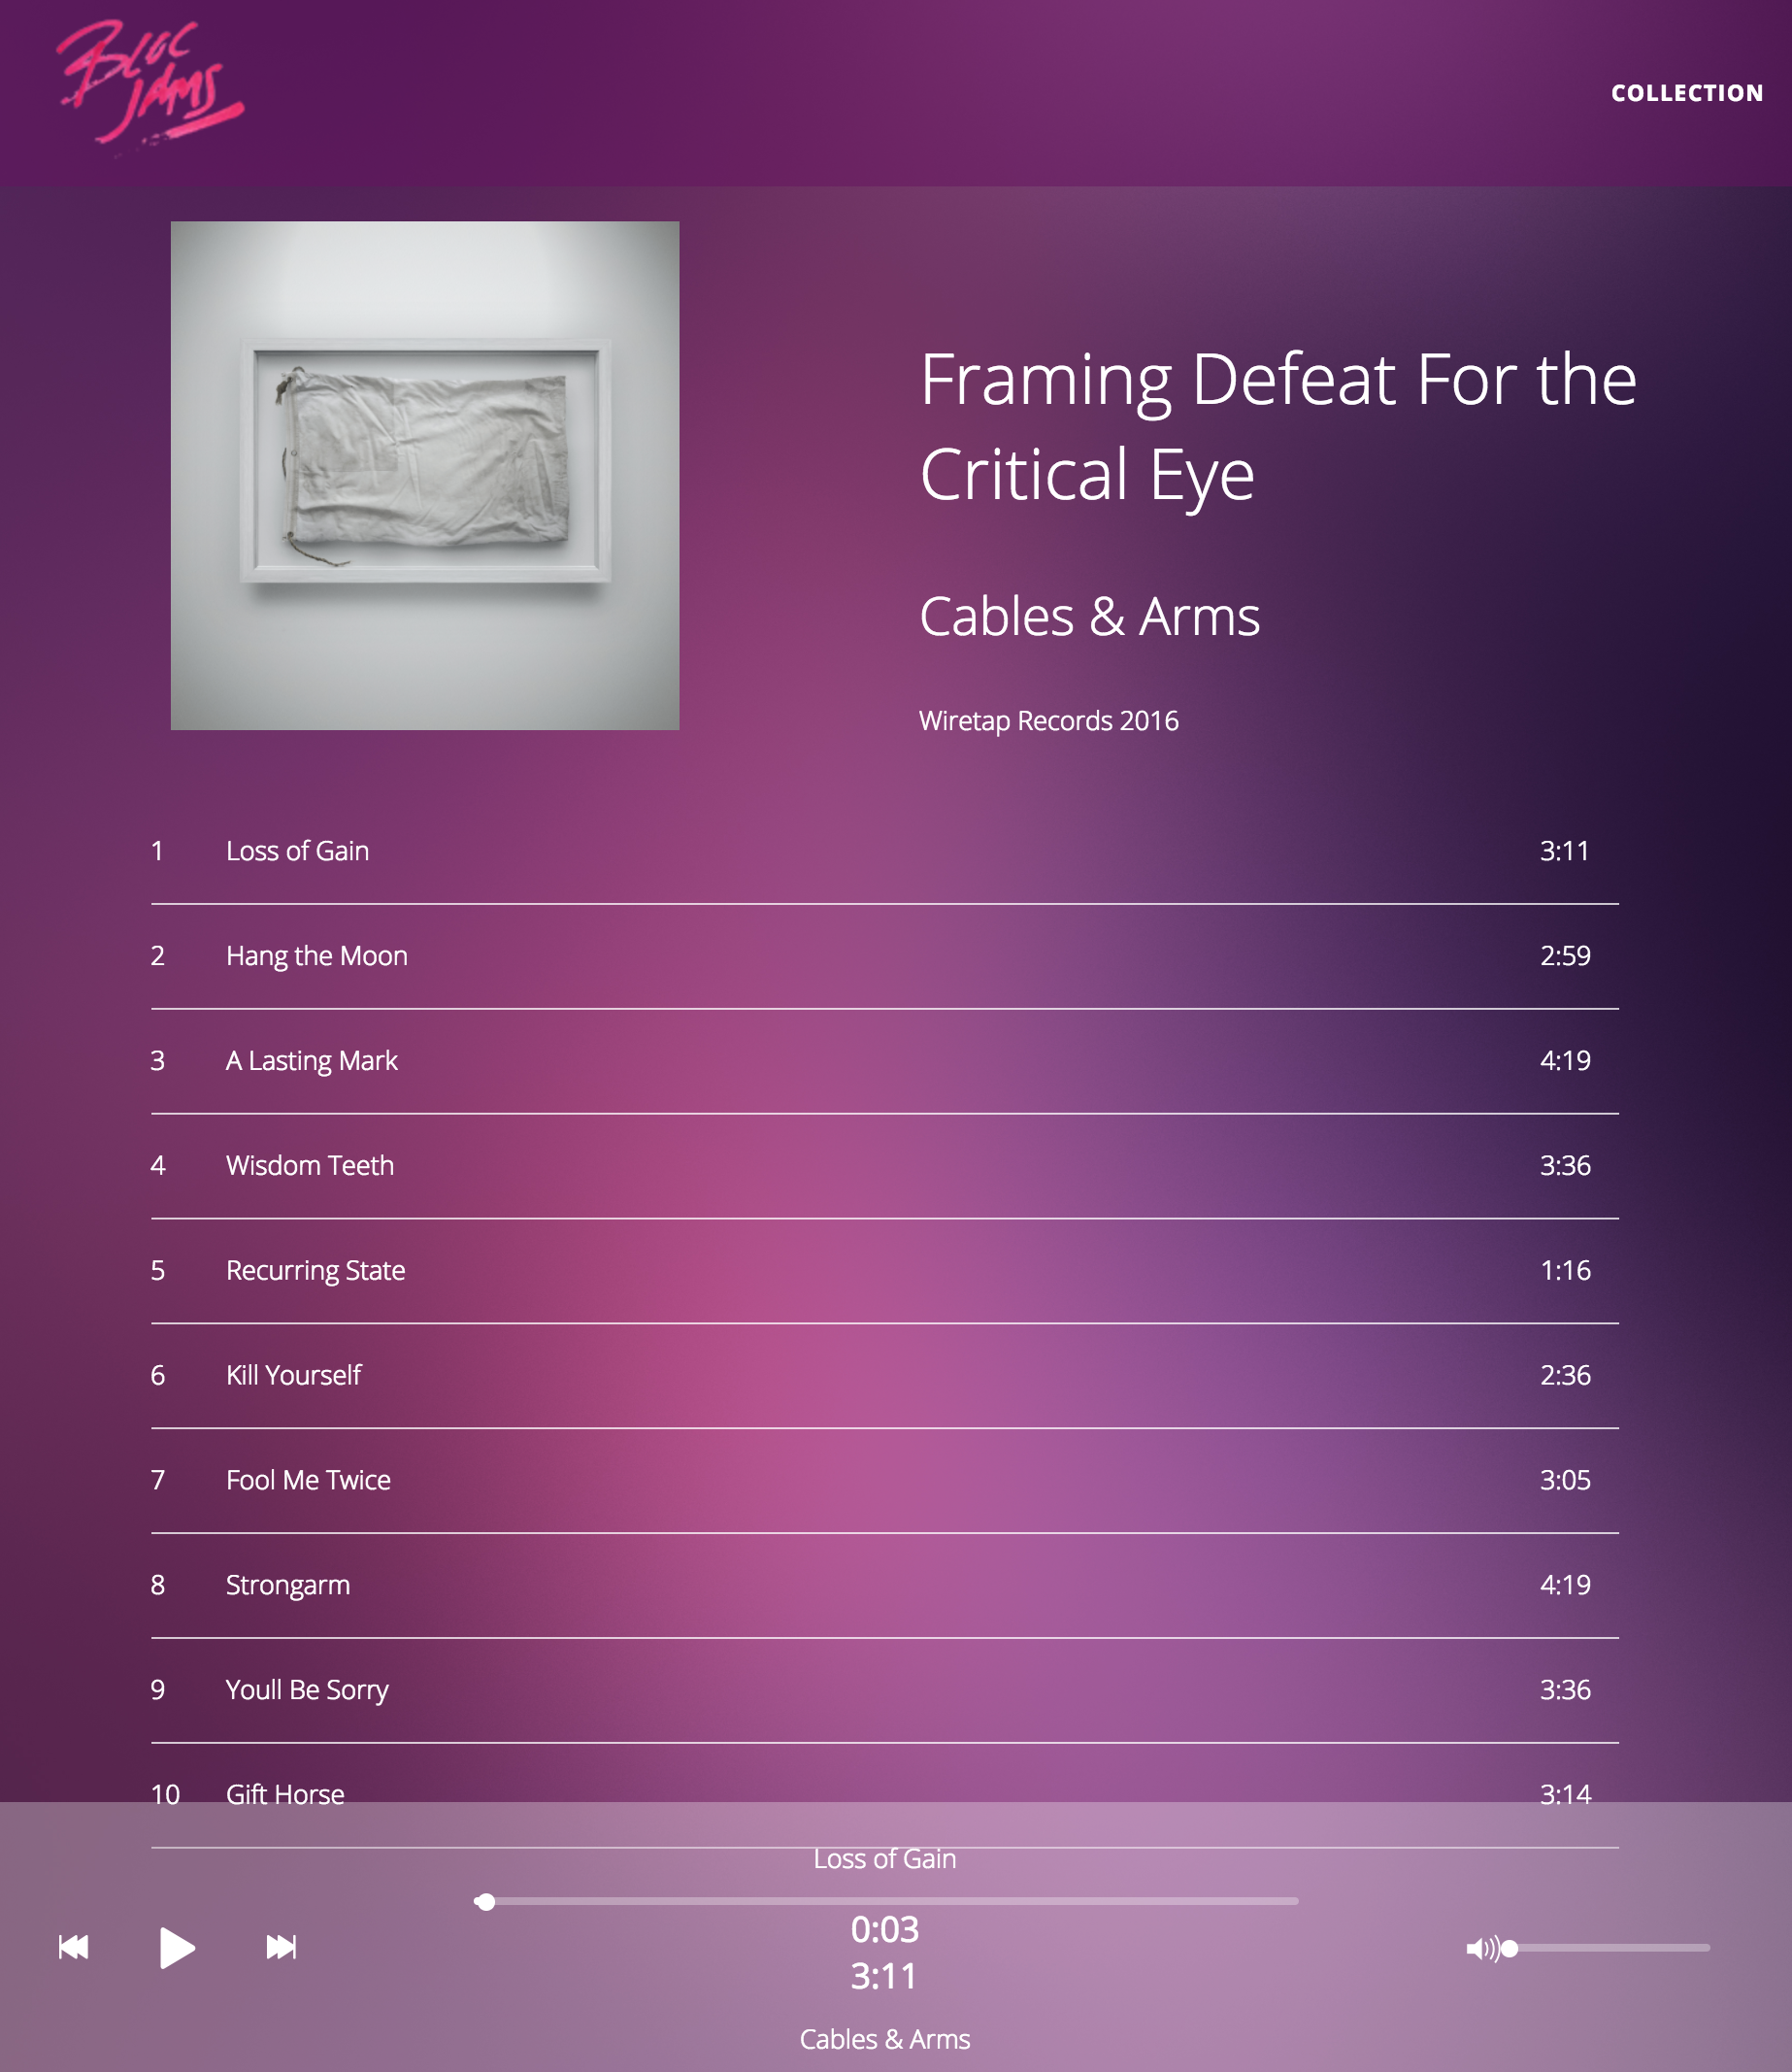 BLOC
JAMS
COLLECTION
Framing Defeat For the
Critical Eye
Cables & Arms
Wiretap Records 2016
1 Loss of Gain 3:11
2 Hang the Moon 2:59
3 A Lasting Mark 4:19
4 Wisdom Teeth 3:36
5 Recurring State 1:16
6 Kill Yourself 2:36
7 Fool Me Twice 3:05
8 Strongarm 4:19
9 Youll Be Sorry 3:36
10 Gift Horse 3:14
Loss of Gain
0:03
3:11
Cables & Arms